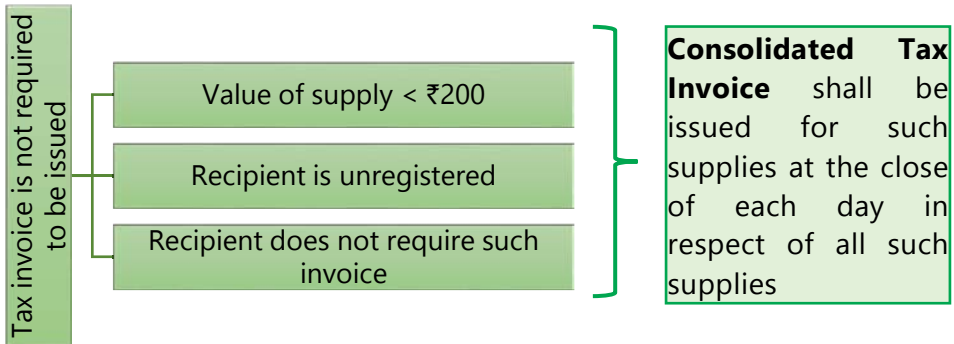 Tax invoice is not required
to be issued
Value of supply < ₹200
Recipient is unregistered
Recipient does not require such
invoice
Consolidated Tax
Invoice shall be
issued for such
supplies at the close
of each day in
respect of all such
supplies